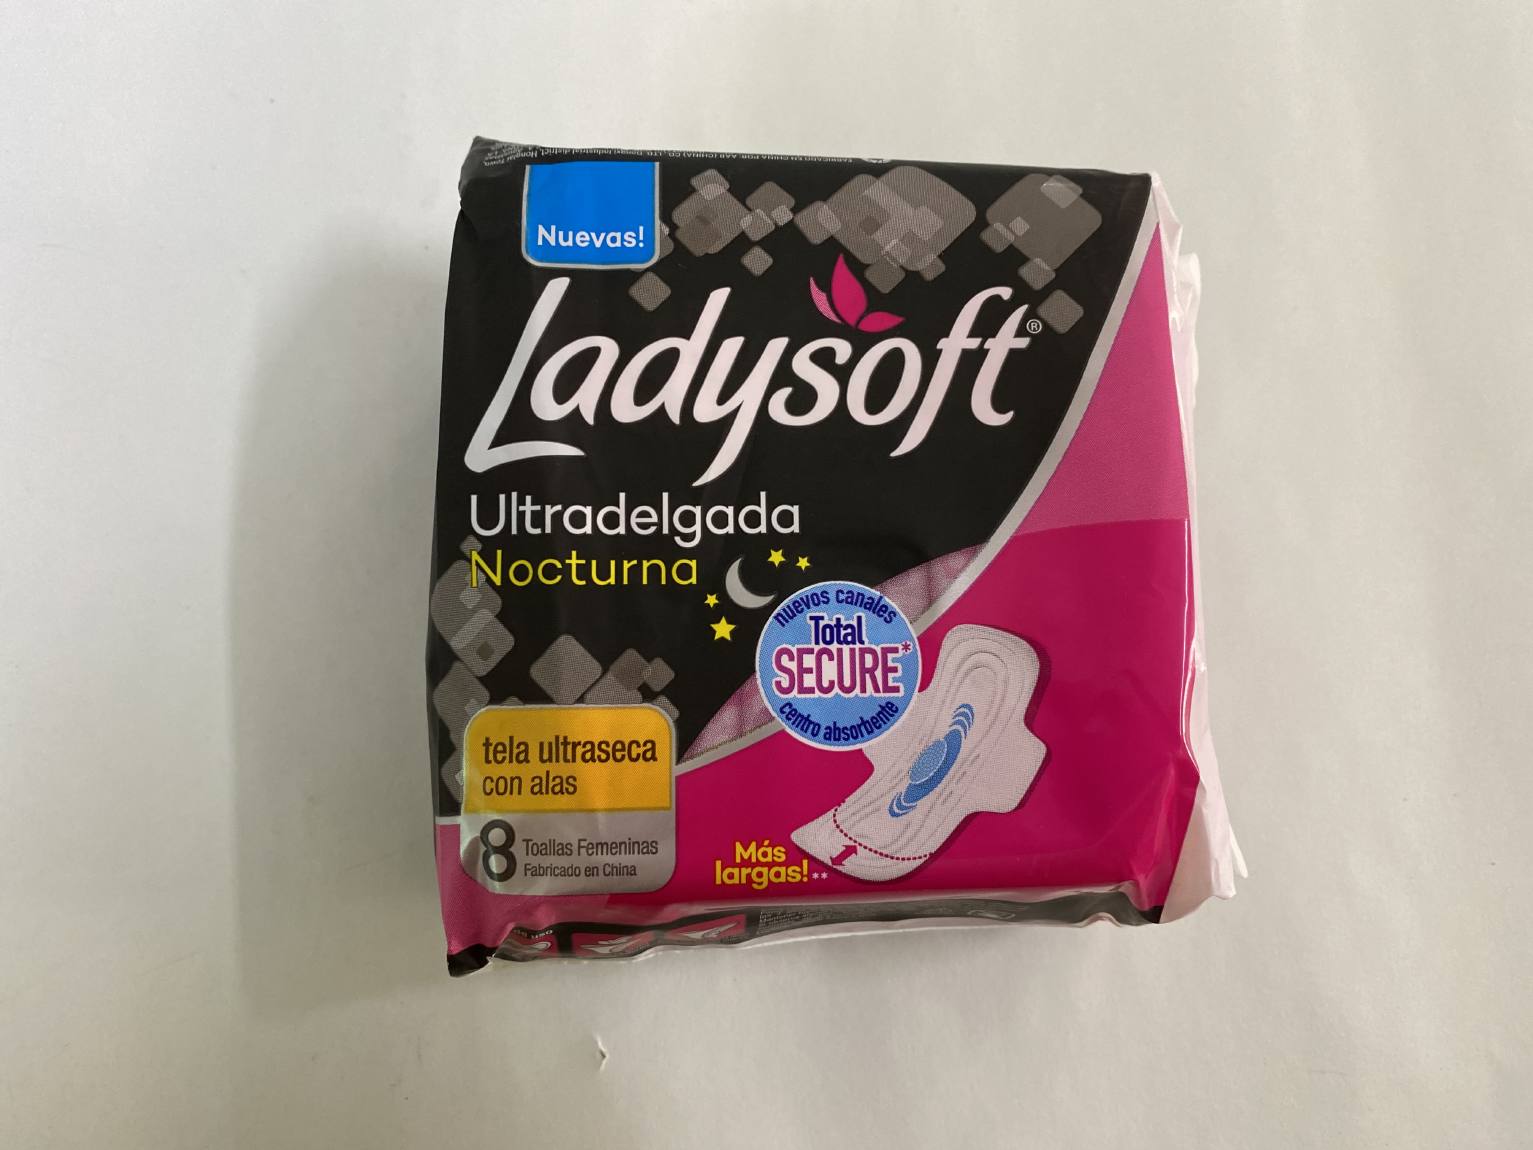 Nuevas!
Ladysoft®
Ultradelgada
Nocturna
nuevos canales
Total
SECURE*
centro absorbente
tela ultraseca
con alas
8 Toallas Femeninas
Fabricado en China
Más
largas!**